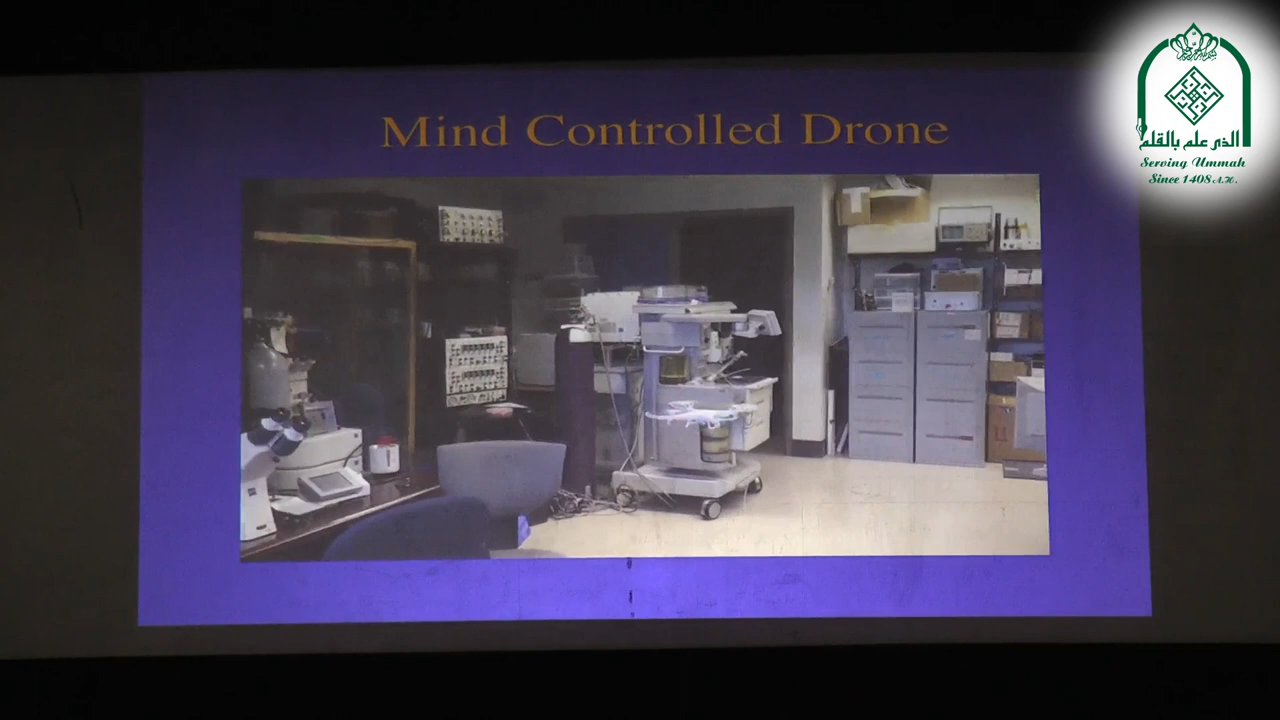 Mind Controlled Drone
الذي علم بالقلم
Serving Ummah
Since 1408 A.H.